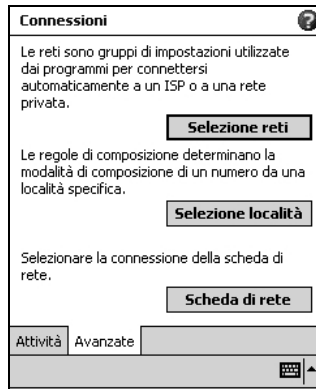 Connessioni
?
Le reti sono gruppi di impostazioni utilizzate
dai programmi per connettersi
automaticamente a un ISP o a una rete
privata.
Selezione reti
Le regole di composizione determinano la
modalità di composizione di un numero da una
località specifica.
Selezione località
Selezionare la connessione della scheda di
rete.
Scheda di rete
Attività Avanzate